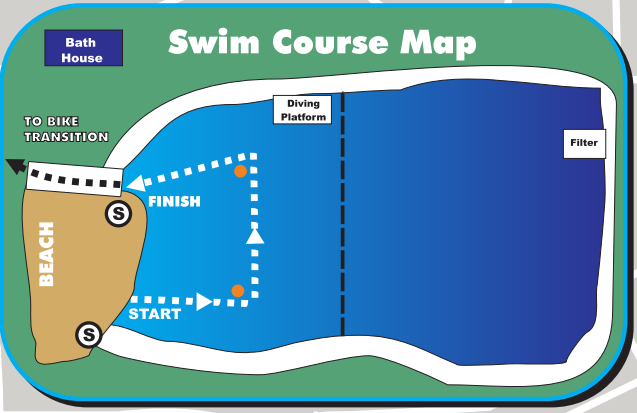 Bath
House
Swim Course Map
TO BIKE
TRANSITION
Diving
Platform
Filter
FINISH
S
BEACH
START
S